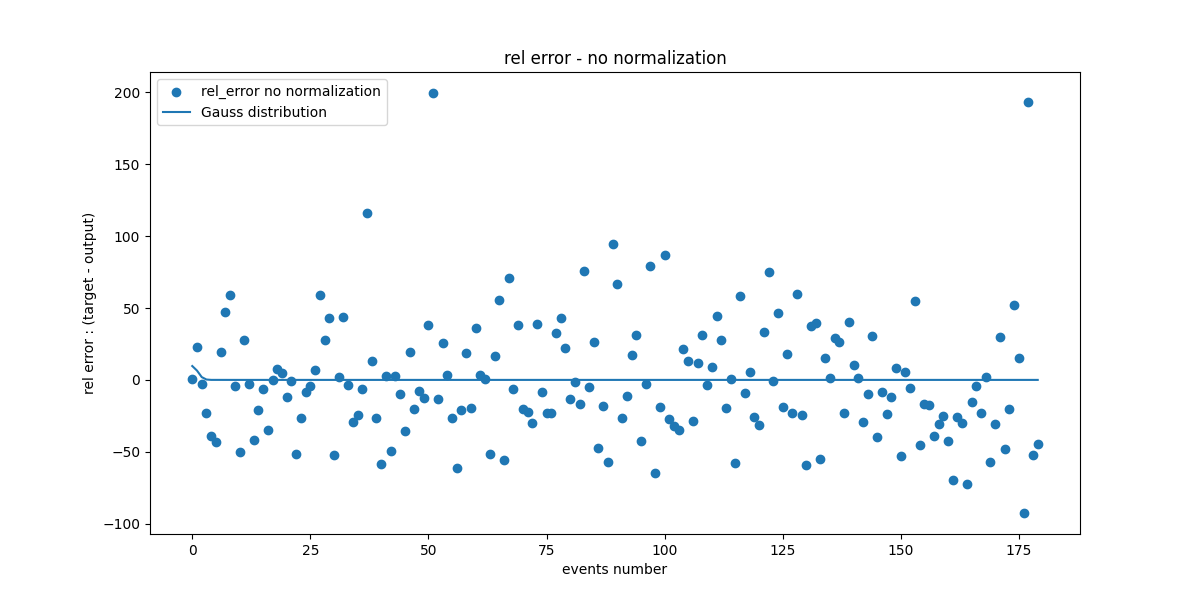 rel error - no normalization
rel_error no normalization
Gauss distribution
200
150
100
50
0
−50
−100
rel error : (target - output)
0 25 50 75 100 125 150 175
events number